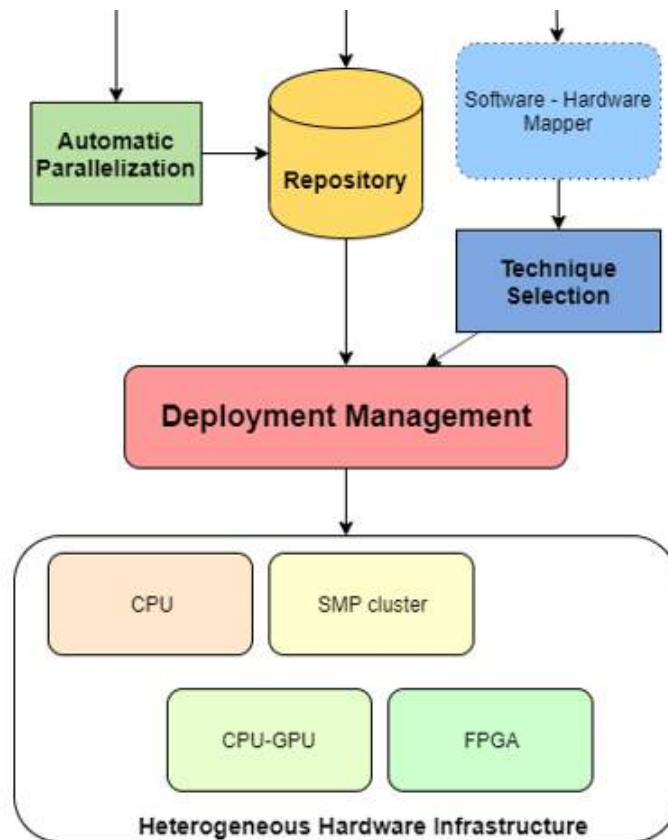 Software - Hardware
Mapper
Automatic
Parallelization
Repository
Technique
Selection
Deployment Management
CPU
SMP cluster
CPU-GPU
FPGA
Heterogeneous Hardware Infrastructure